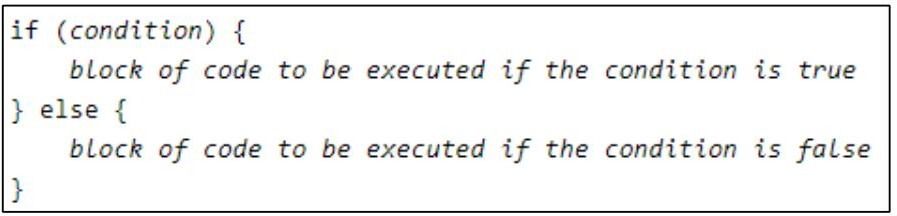 if (condition) {
block of code to be executed if the condition is true
} else {
block of code to be executed if the condition is false
}